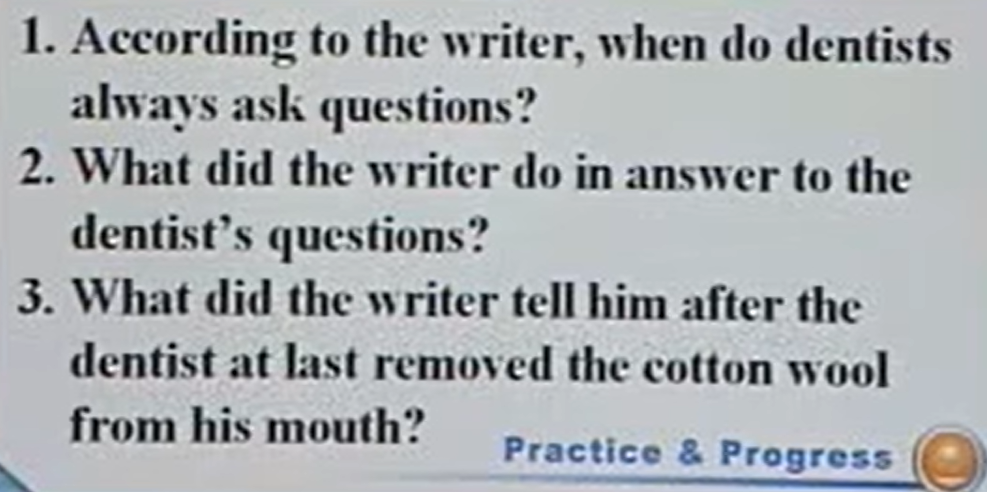 1. According to the writer, when do dentists
always ask questions?
2. What did the writer do in answer to the
dentist's questions?
3. What did the writer tell him after the
dentist at last removed the cotton wool
from his mouth?
Practice & Progress